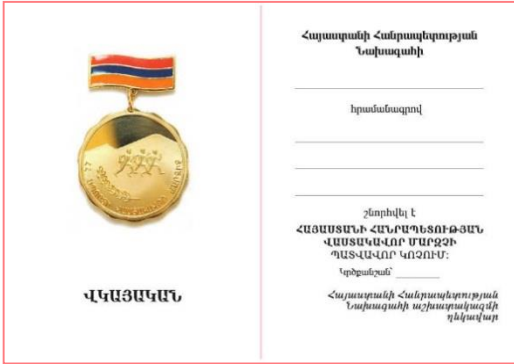 ՎԿԱՅԱԿԱՆ
Հայաստանի Հանրապետության
Նախագահի
հրամանագրով
շնորհվել է
ՀԱՅԱՍՏԱՆԻ ՀԱՆՐԱՊԵՏՈՒԹՅԱՆ
ՎԱՍՏԱԿԱՎՈՐ ՄԱՐԶՉԻ
ՊԱՏՎԱՎՈՐ ԿՈՉՈՒՄ:
Կրծքանշան՝
Հայաստանի Հանրապետության
Նախագահի աշխատակազմի
ղեկավար